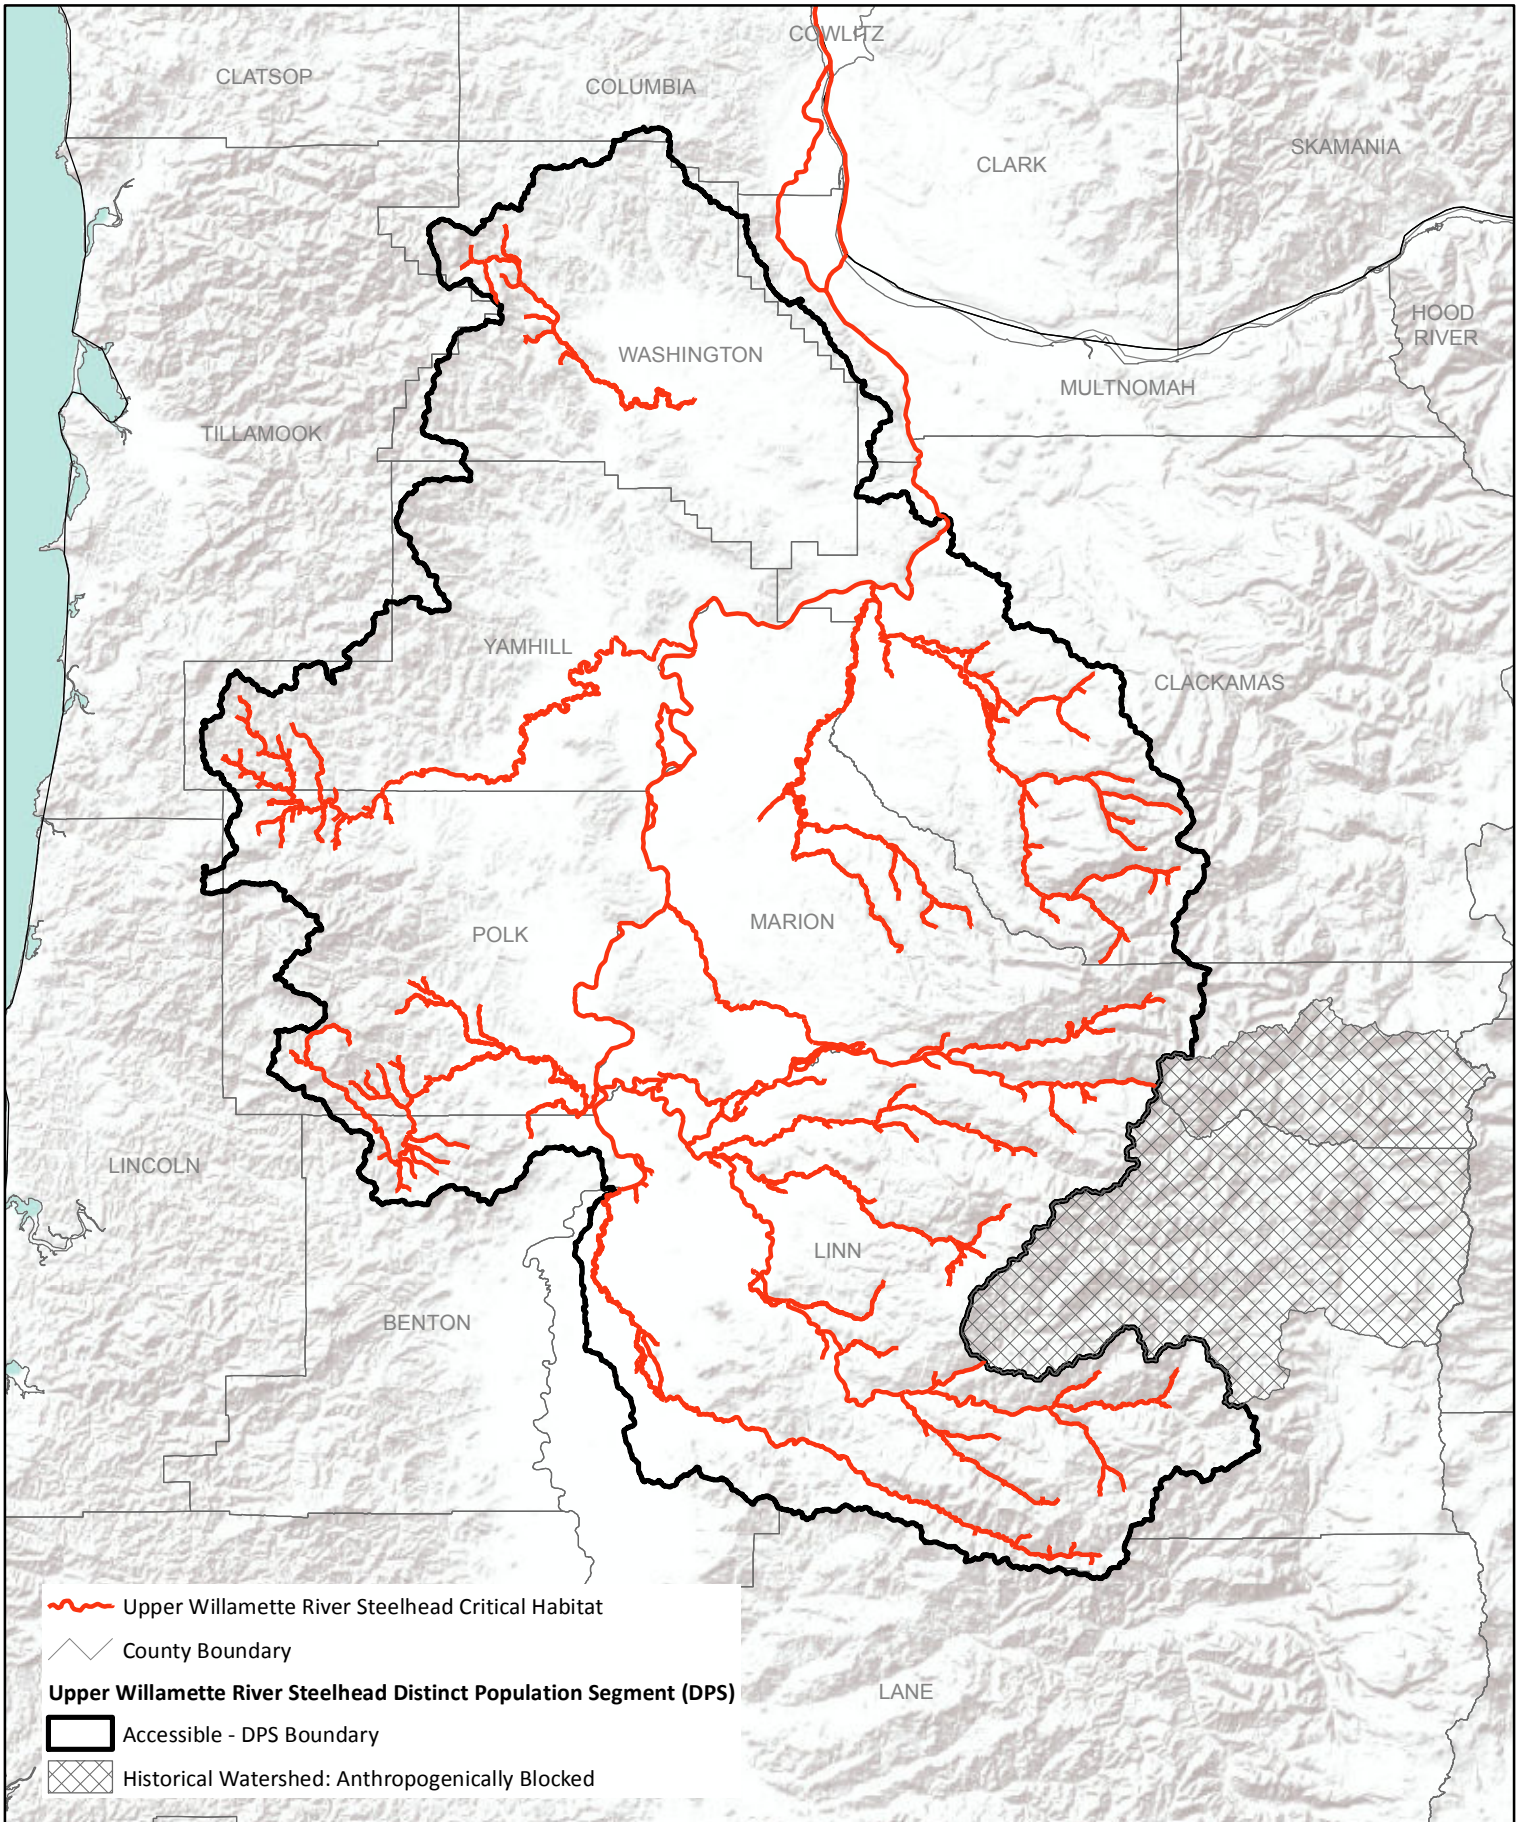 COWLITZ
CLATSOP
COLUMBIA
SKAMANIA
CLARK
HOOD
RIVER
WASHINGTON
MULTNOMAH
TILLAMOOK
YAMHILL
CLACKAMAS
MARION
POLK
LINCOLN
LINN
BENTON
LANE
Upper Willamette River Steelhead Critical Habitat
County Boundary
Upper Willamette River Steelhead Distinct Population Segment (DPS)
Accessible - DPS Boundary
Historical Watershed: Anthropogenically Blocked